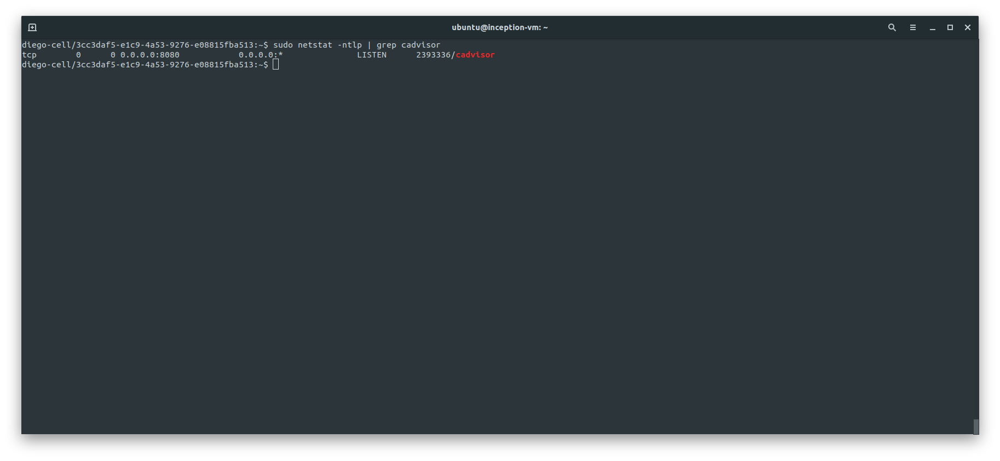 ubuntu@inception-vm: ~
diego-cell/3cc3daf5-e1c9-4a53-9276-e08815fba513:~$ sudo netstat -ntlp | grep cadvisor
tcp        0      0 0.0.0.0:8080            0.0.0.0:*               LISTEN      2393336/cadvisor
diego-cell/3cc3daf5-e1c9-4a53-9276-e08815fba513:~$